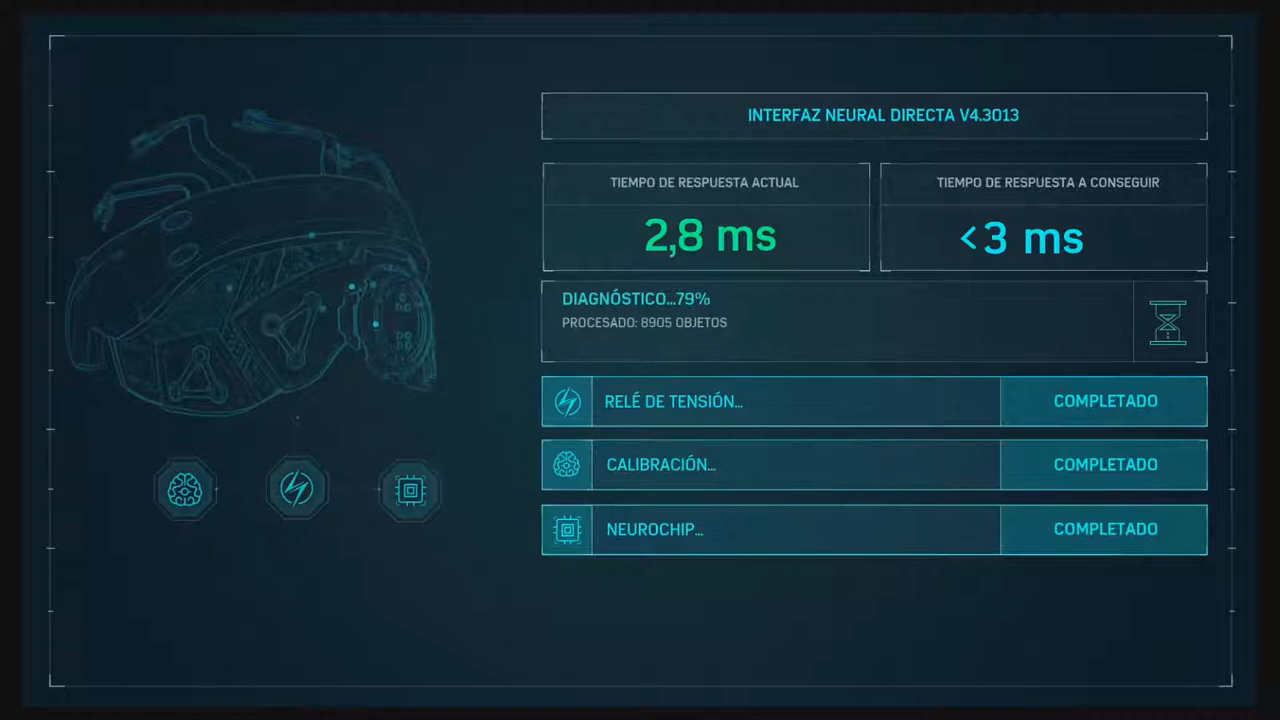 INTERFAZ NEURAL DIRECTA V4.3013
TIEMPO DE RESPUESTA ACTUAL
2,8 ms
TIEMPO DE RESPUESTA A CONSEGUIR
<3 ms
DIAGNÓSTICO...79%
PROCESADO: 8905 OBJETOS
RELÉ DE TENSIÓN... COMPLETADO
CALIBRACIÓN... COMPLETADO
NEUROCHIP... COMPLETADO